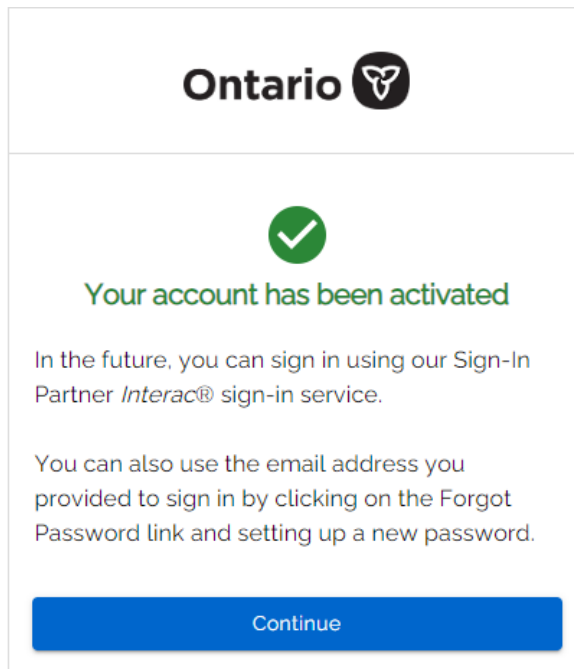 Ontario
Your account has been activated
In the future, you can sign in using our Sign-In
Partner Interac® sign-in service.
You can also use the email address you
provided to sign in by clicking on the Forgot
Password link and setting up a new password.
Continue